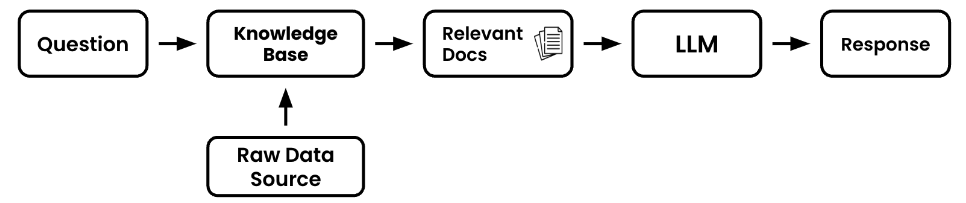 Question
Knowledge
Base
Relevant
Docs
LLM
Response
Raw Data
Source